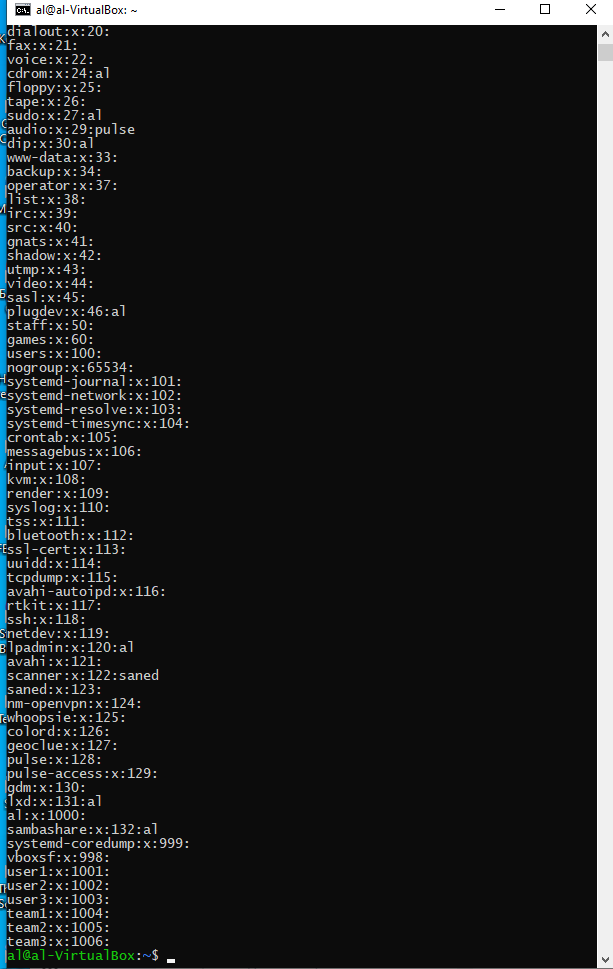 al@al-VirtualBox: ~
dialout:x:20:
fax:x:21:
voice:x:22:
cdrom:x:24:al
floppy:x:25:
tape:x:26:
sudo:x:27:al
audio:x:29:pulse
dip:x:30:al
www-data:x:33:
backup:x:34:
operator:x:37:
list:x:38:
irc:x:39:
src:x:40:
gnats:x:41:
shadow:x:42:
utmp:x:43:
video:x:44:
sasl:x:45:
plugdev:x:46:al
staff:x:50:
games:x:60:
users:x:100:
nogroup:x:65534:
systemd-journal:x:101:
systemd-network:x:102:
systemd-resolve:x:103:
systemd-timesync:x:104:
crontab:x:105:
messagebus:x:106:
input:x:107:
kvm:x:108:
render:x:109:
syslog:x:110:
tss:x:111:
bluetooth:x:112:
ssl-cert:x:113:
uuidd:x:114:
tcpdump:x:115:
avahi-autoipd:x:116:
rtkit:x:117:
ssh:x:118:
netdev:x:119:
lpadmin:x:120:al
avahi:x:121:
scanner:x:122:saned
saned:x:123:
nm-openvpn:x:124:
whoopsie:x:125:
colord:x:126:
geoclue:x:127:
pulse:x:128:
pulse-access:x:129:
gdm:x:130:
lxd:x:131:al
al:x:1000:
sambashare:x:132:al
systemd-coredump:x:999:
vboxsf:x:998:
user1:x:1001:
user2:x:1002:
user3:x:1003:
team1:x:1004:
team2:x:1005:
team3:x:1006:
al@al-VirtualBox:~$